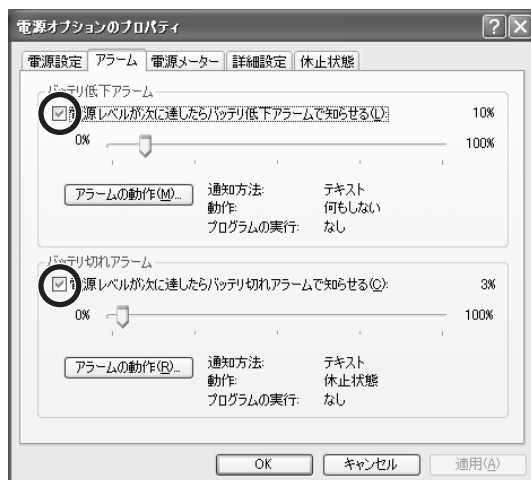 電源オプションのプロパティ
電源設定 アラーム 電源メーター 詳細設定 休止状態
バッテリ低下アラーム
電源レベルが次に達したらバッテリ低下アラームで知らせる(L): 10%
0% 100%
アラームの動作(M)...
通知方法: テキスト
動作: 何もしない
プログラムの実行: なし
バッテリ切れアラーム
電源レベルが次に達したらバッテリ切れアラームで知らせる(C): 3%
0% 100%
アラームの動作(R)...
通知方法: テキスト
動作: 休止状態
プログラムの実行: なし
OK キャンセル 適用(A)